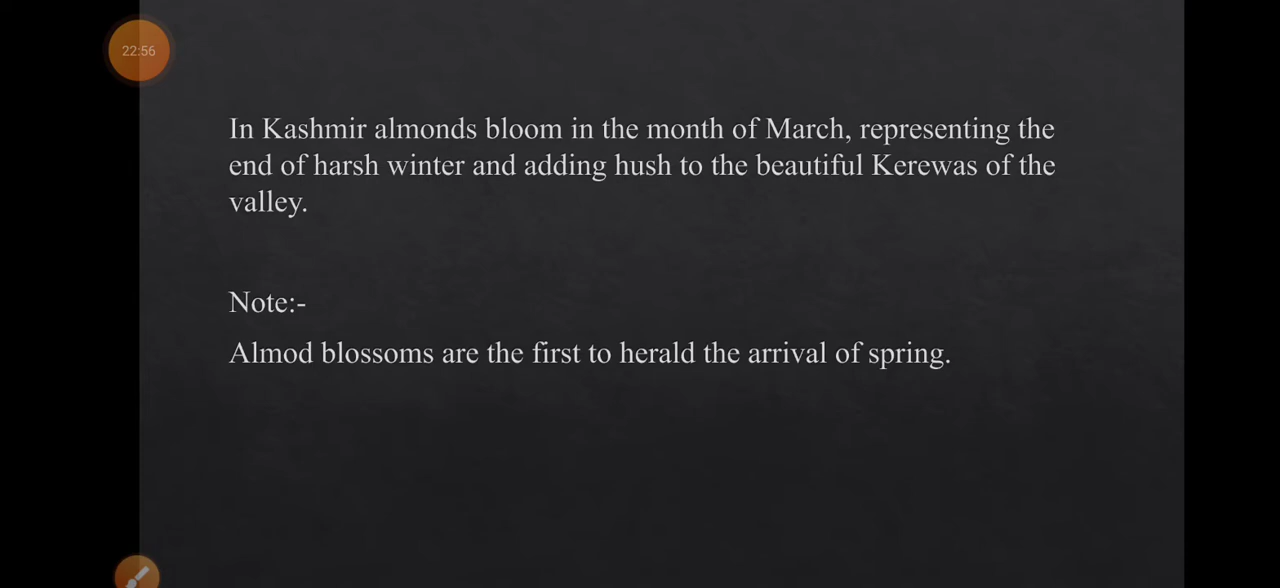 22:56
In Kashmir almonds bloom in the month of March, representing the
end of harsh winter and adding hush to the beautiful Kerewas of the
valley.
Note:-
Almod blossoms are the first to herald the arrival of spring.